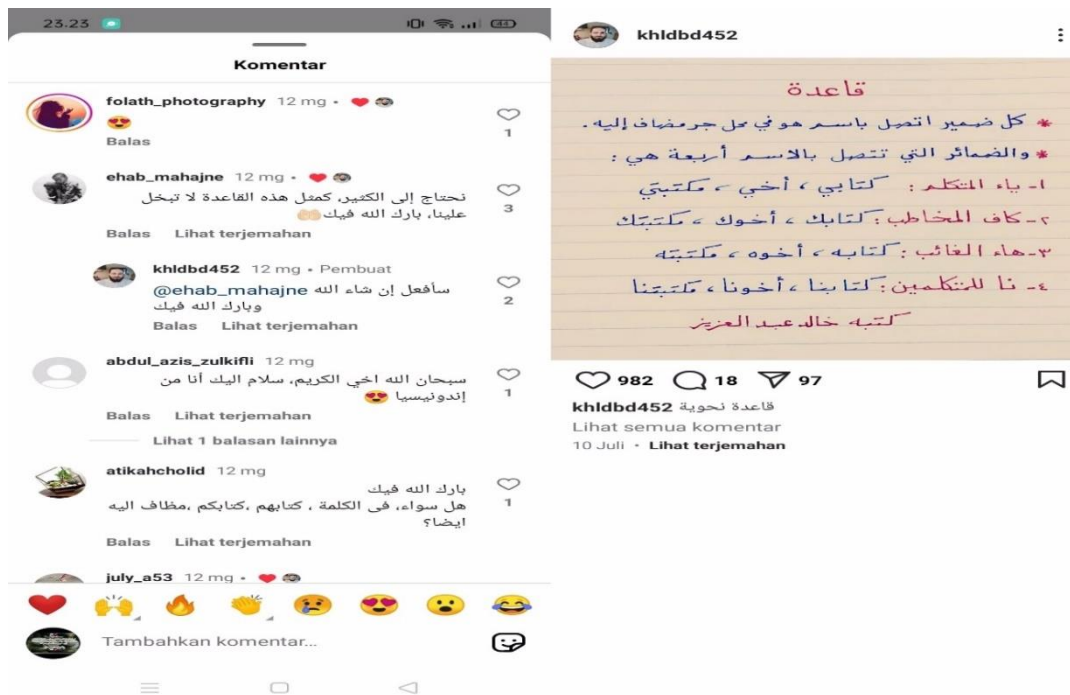 23.23
44
Komentar
folath_photography 12 mg • ❤️
😍
Balas
1
ehab_mahajne 12 mg • ❤️
نحتاج إلى الكثير، كمثل هذه القاعدة لا تبخل
علينا، بارك الله فيك🤲🏻
3
Balas Lihat terjemahan
khldbd452 12 mg • Pembuat
@ehab_mahajne سأفعل إن شاء الله
وبارك الله فيك
2
Balas Lihat terjemahan
abdul_azis_zulkifli 12 mg
سبحان الله اخي الكريم، سلام اليك أنا من
إندونيسيا 😍
1
Balas Lihat terjemahan
Lihat 1 balasan lainnya
atikahcholid 12 mg
بارك الله فيك
هل سواء، فى الكلمة ، كتابهم ،كتابكم ،مظاف اليه
ايضا؟
1
Balas Lihat terjemahan
july_a53 12 mg • ❤️
❤️ 🙌 🔥 👏 😢 😍 😮 😂
Tambahkan komentar...
khldbd452
قاعدة
* كل ضمير اتصل باسم هو في محل جر مضاف إليه.
* والضمائر التي تتصل بالاسم أربعة هي:
١- ياء المتكلم: كتابي ، أخي ، مكتبتي
٢- كاف المخاطب: كتابك ، أخوك ، مكتبتك
٣- هاء الغائب: كتابه ، أخوه ، مكتبته
٤- نا للمتكلمين: كتابنا ، أخونا ، مكتبتنا
كتبه خالد عبد العزيز
982 18 97
khldbd452 قاعدة نحوية
Lihat semua komentar
10 Juli • Lihat terjemahan